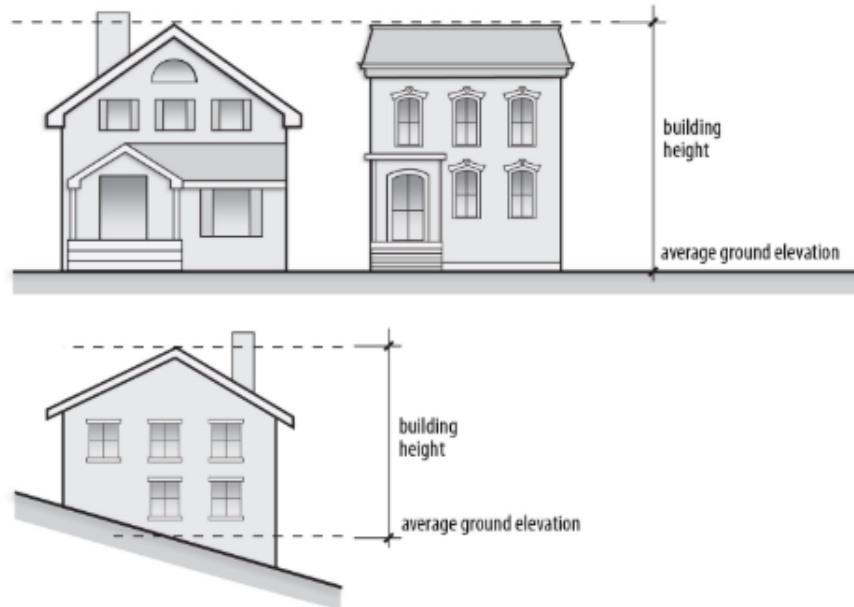 building
height
average ground elevation
building
height
average ground elevation